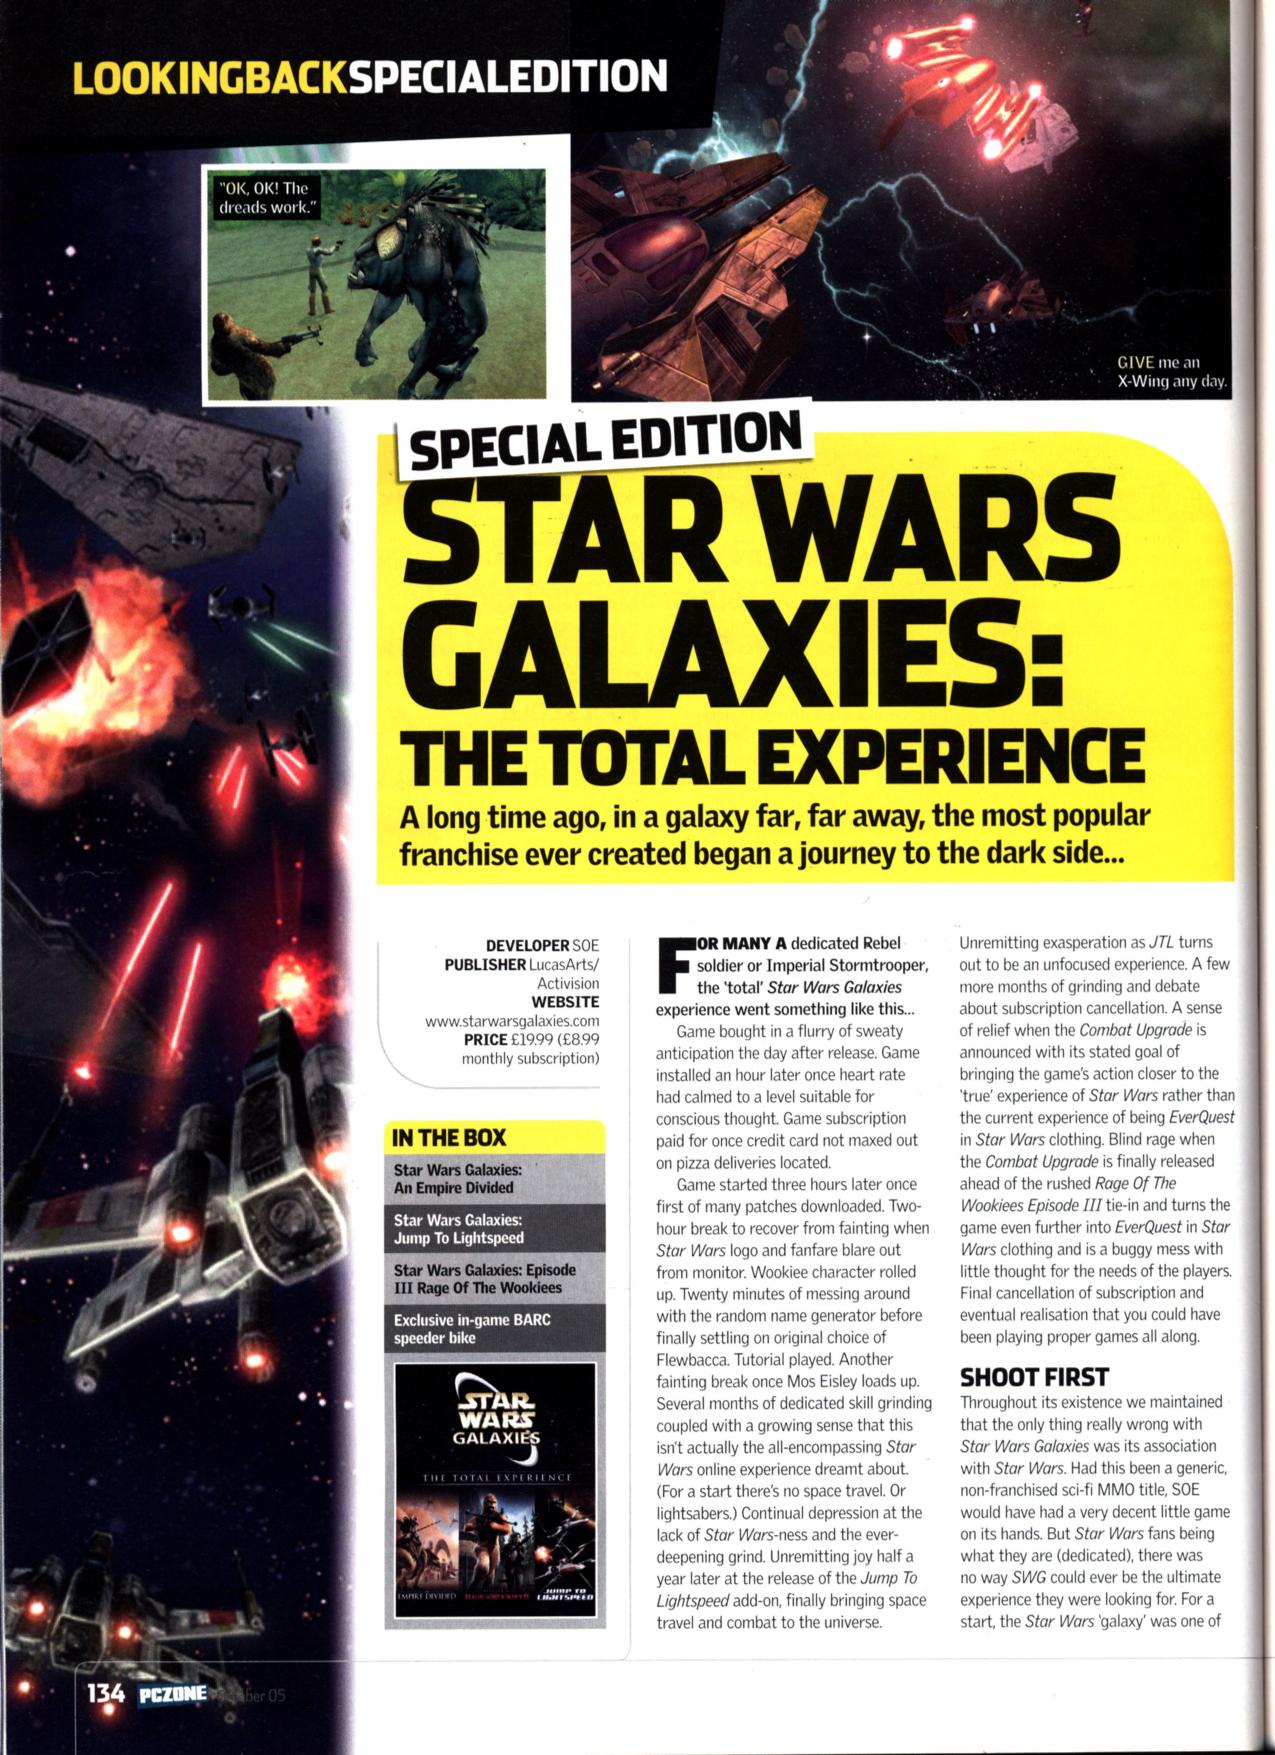 LOOKINGBACKSPECIALEDITION
"OK, OK! The
dreads work."
GIVE me an
X-Wing any day.
SPECIAL EDITION
STAR WARS
GALAXIES:
THE TOTAL EXPERIENCE
A long time ago, in a galaxy far, far away, the most popular
franchise ever created began a journey to the dark side...
DEVELOPER SOE
PUBLISHER LucasArts/
Activision
WEBSITE
www.starwarsgalaxies.com
PRICE £19.99 (£8.99
monthly subscription)
IN THE BOX
Star Wars Galaxies:
An Empire Divided
Star Wars Galaxies:
Jump To Lightspeed
Star Wars Galaxies: Episode
III Rage Of The Wookiees
Exclusive in-game BARC
speeder bike
STAR
WARS
GALAXIES
THE TOTAL EXPERIENCE
EMPIRE DIVIDED
RAGE OF THE WOOKIEES
JUMP TO
LIGHTSPEED
FOR MANY A dedicated Rebel
soldier or Imperial Stormtrooper,
the 'total' Star Wars Galaxies
experience went something like this...
Game bought in a flurry of sweaty
anticipation the day after release. Game
installed an hour later once heart rate
had calmed to a level suitable for
conscious thought. Game subscription
paid for once credit card not maxed out
on pizza deliveries located.
Game started three hours later once
first of many patches downloaded. Two-
hour break to recover from fainting when
Star Wars logo and fanfare blare out
from monitor. Wookiee character rolled
up. Twenty minutes of messing around
with the random name generator before
finally settling on original choice of
Flewbacca. Tutorial played. Another
fainting break once Mos Eisley loads up.
Several months of dedicated skill grinding
coupled with a growing sense that this
isn't actually the all-encompassing Star
Wars online experience dreamt about.
(For a start there's no space travel. Or
lightsabers.) Continual depression at the
lack of Star Wars-ness and the ever-
deepening grind. Unremitting joy half a
year later at the release of the Jump To
Lightspeed add-on, finally bringing space
travel and combat to the universe.
Unremitting exasperation as JTL turns
out to be an unfocused experience. A few
more months of grinding and debate
about subscription cancellation. A sense
of relief when the Combat Upgrade is
announced with its stated goal of
bringing the game's action closer to the
'true' experience of Star Wars rather than
the current experience of being EverQuest
in Star Wars clothing. Blind rage when
the Combat Upgrade is finally released
ahead of the rushed Rage Of The
Wookiees Episode III tie-in and turns the
game even further into EverQuest in Star
Wars clothing and is a buggy mess with
little thought for the needs of the players.
Final cancellation of subscription and
eventual realisation that you could have
been playing proper games all along.
SHOOT FIRST
Throughout its existence we maintained
that the only thing really wrong with
Star Wars Galaxies was its association
with Star Wars. Had this been a generic,
non-franchised sci-fi MMO title, SOE
would have had a very decent little game
on its hands. But Star Wars fans being
what they are (dedicated), there was
no way SWG could ever be the ultimate
experience they were looking for. For a
start, the Star Wars 'galaxy' was one of
134 PCZONE 05